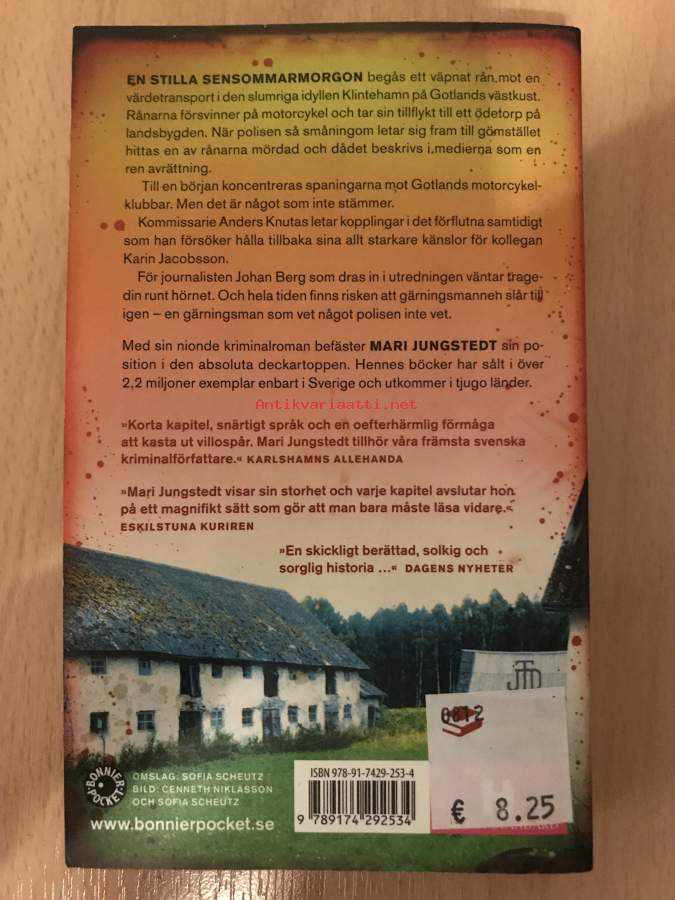 EN STILLA SENSOMMARMORGON begås ett väpnat rån mot en
värdetransport i den slumriga idyllen Klintehamn på Gotlands västkust.
Rånarna försvinner på motorcykel och tar sin tillflykt till ett ödetorp på
landsbygden. När polisen så småningom letar sig fram till gömstället
hittas en av rånarna mördad och dådet beskrivs i medierna som en
ren avrättning.
Till en början koncentreras spaningarna mot Gotlands motorcykel-
klubbar. Men det är något som inte stämmer.
Kommissarie Anders Knutas letar kopplingar i det förflutna samtidigt
som han försöker hålla tillbaka sina allt starkare känslor för kollegan
Karin Jacobsson.
För journalisten Johan Berg som dras in i utredningen väntar trage-
din runt hörnet. Och hela tiden finns risken att gärningsmannen slår till
igen – en gärningsman som vet något polisen inte vet.
Med sin nionde kriminalroman befäster MARI JUNGSTEDT sin po-
sition i den absoluta deckartoppen. Hennes böcker har sålt i över
2,2 miljoner exemplar enbart i Sverige och utkommer i tjugo länder.
Antikvariaatti.net
»Korta kapitel, snärtigt språk och en oefterhärmlig förmåga
att kasta ut villospår. Mari Jungstedt tillhör våra främsta svenska
kriminalförfattare.« KARLSHAMNS ALLEHANDA
»Mari Jungstedt visar sin storhet och varje kapitel avslutar hon
på ett magnifikt sätt som gör att man bara måste läsa vidare.«
ESKILSTUNA KURIREN
»En skickligt berättad, solkig och
sorglig historia ...« DAGENS NYHETER
JTD
0812
€ 8.25
ISBN 978-91-7429-253-4
9 789174 292534
BONNIER
POCKET
OMSLAG: SOFIA SCHEUTZ
BILD: CENNETH NIKLASSON
OCH SOFIA SCHEUTZ
www.bonnierpocket.se